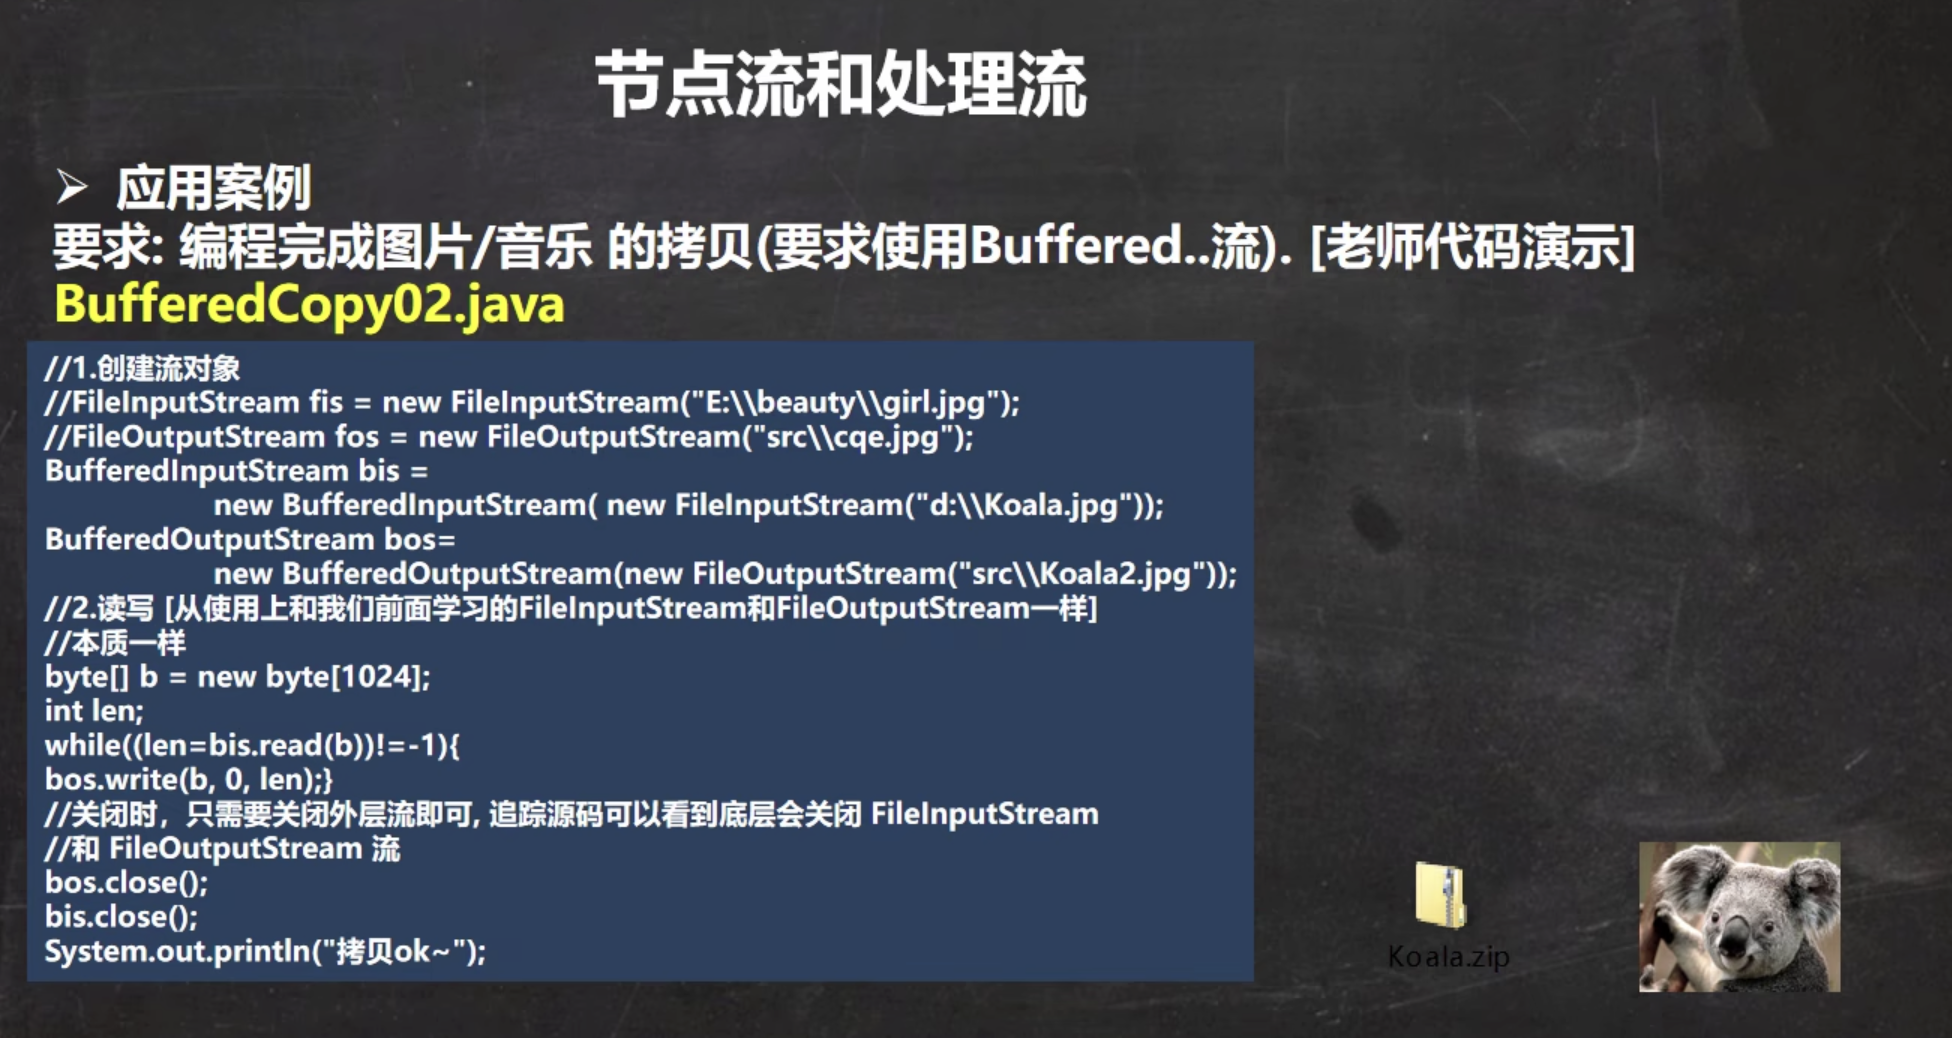 节点流和处理流
➢ 应用案例
要求: 编程完成图片/音乐 的拷贝(要求使用Buffered..流). [老师代码演示]
BufferedCopy02.java
//1.创建流对象
//FileInputStream fis = new FileInputStream("E:\\beauty\\girl.jpg");
//FileOutputStream fos = new FileOutputStream("src\\cqe.jpg");
BufferedInputStream bis =
new BufferedInputStream( new FileInputStream("d:\\Koala.jpg"));
BufferedOutputStream bos=
new BufferedOutputStream(new FileOutputStream("src\\Koala2.jpg"));
//2.读写 [从使用上和我们前面学习的FileInputStream和FileOutputStream一样]
//本质一样
byte[] b = new byte[1024];
int len;
while((len=bis.read(b))!=-1){
bos.write(b, 0, len);}
//关闭时，只需要关闭外层流即可, 追踪源码可以看到底层会关闭 FileInputStream
//和 FileOutputStream 流
bos.close();
bis.close();
System.out.println("拷贝ok~");
Koala.zip